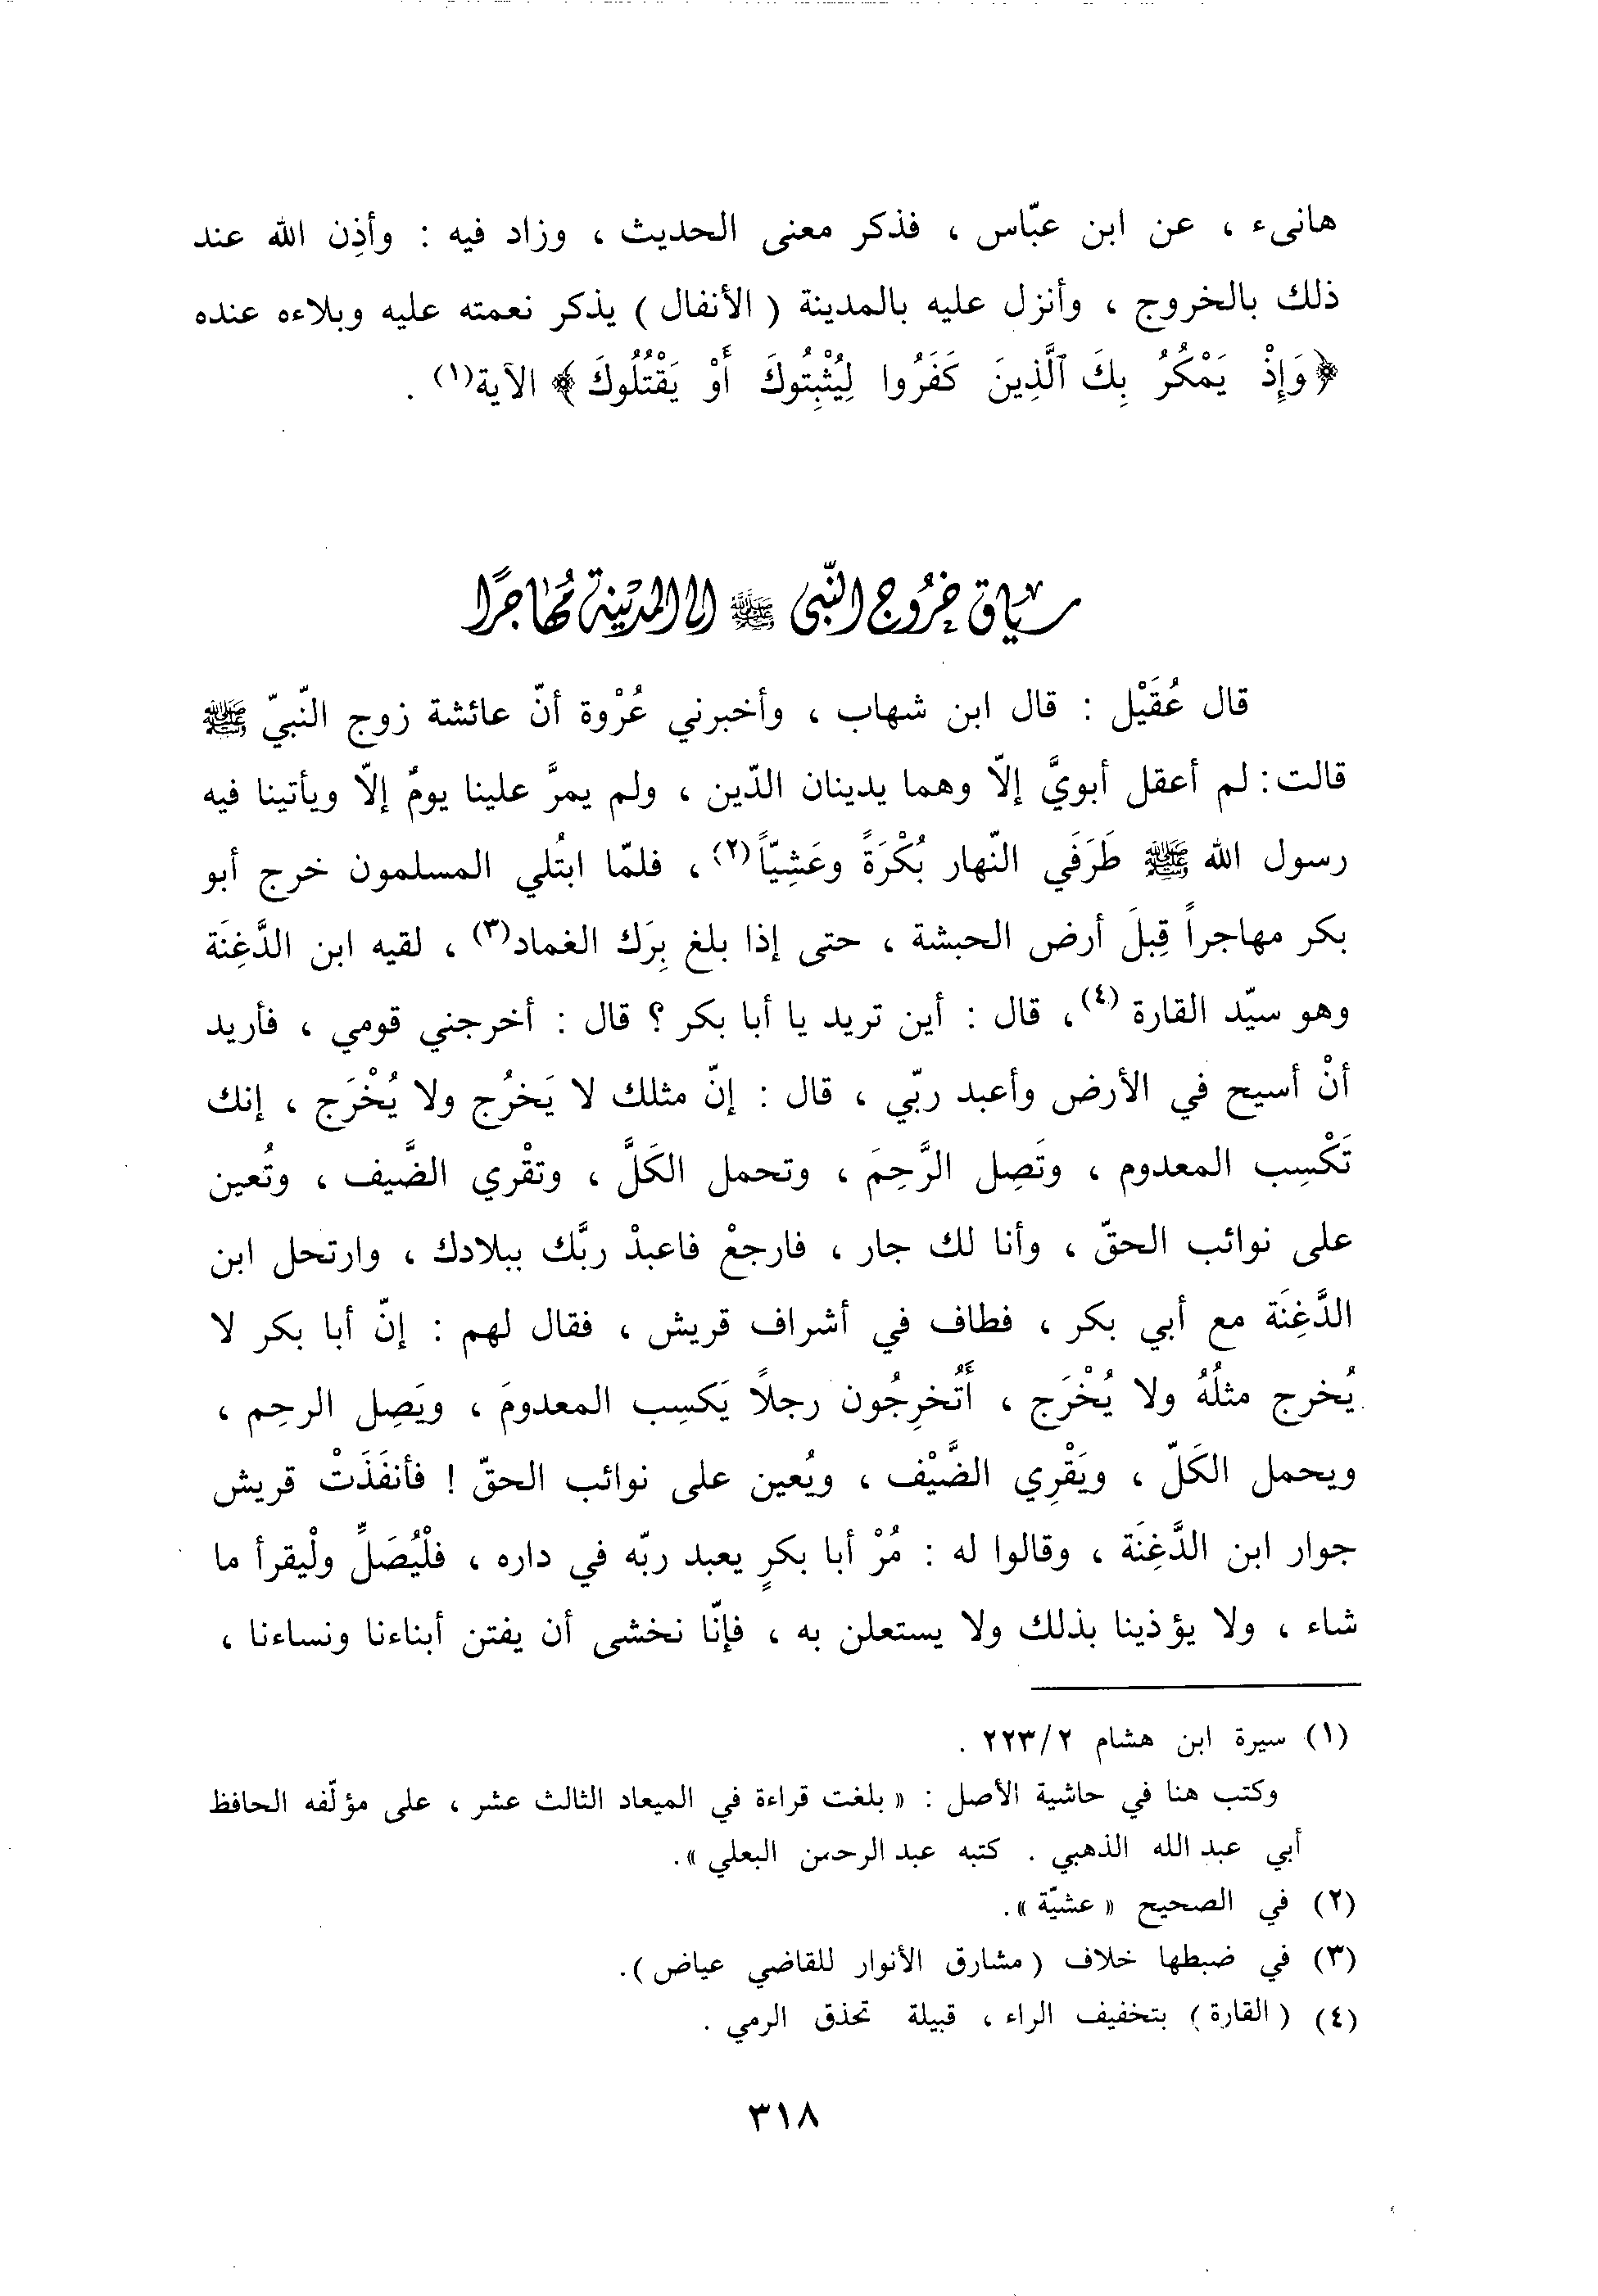 هانىء ، عن ابن عبّاس ، فذكر معنى الحديث ، وزاد فيه : وأذِن الله عند
ذلك بالخروج ، وأنزل عليه بالمدينة ( الأنفال ) يذكر نعمته عليه وبلاءه عنده
﴿وَإِذْ يَمْكُرُ بِكَ ٱلَّذِينَ كَفَرُوا لِيُثْبِتُوكَ أَوْ يَقْتُلُوكَ﴾ الآية(١) .
سياق خرُوج النّبى ﷺ الى المدينة مُهاجرًا
قال عُقَيْل : قال ابن شهاب ، وأخبرني عُرْوة أنّ عائشة زوج النّبيّ ﷺ
قالت: لم أعقل أبويَّ إلّا وهما يدينان الدّين ، ولم يمرَّ علينا يومٌ إلّا ويأتينا فيه
رسول الله ﷺ طَرَفَي النّهار بُكْرَةً وعَشِيّاً(٢) ، فلمّا ابتُلي المسلمون خرج أبو
بكر مهاجراً قِبلَ أرض الحبشة ، حتى إذا بلغ بِرَك الغماد(٣) ، لقيه ابن الدَّغِنَة
وهو سيّد القارة (٤)، قال : أين تريد يا أبا بكر ؟ قال : أخرجني قومي ، فأريد
أنْ أسيح في الأرض وأعبد ربّي ، قال : إنّ مثلك لا يَخرُج ولا يُخْرَج ، إنك
تَكْسِب المعدوم ، وتَصِل الرَّحِمَ ، وتحمل الكَلَّ ، وتقْري الضَّيف ، وتُعين
على نوائب الحقّ ، وأنا لك جار ، فارجعْ فاعبدْ ربَّك ببلادك ، وارتحل ابن
الدَّغِنَة مع أبي بكر ، فطاف في أشراف قريش ، فقال لهم : إنّ أبا بكر لا
يُخرج مثلُهُ ولا يُخْرَج ، أَتُخرِجُون رجلاً يَكسِب المعدومَ ، ويَصِل الرحِم ،
ويحمل الكَلّ ، ويَقْرِي الضَّيْف ، ويُعين على نوائب الحقّ ! فأنفَذَتْ قريش
جوار ابن الدَّغِنَة ، وقالوا له : مُرْ أبا بكرٍ يعبد ربّه في داره ، فلْيُصَلِّ ولْيقرأ ما
شاء ، ولا يؤذينا بذلك ولا يستعلن به ، فإنّا نخشى أن يفتن أبناءنا ونساءنا ،
(١) سيرة ابن هشام ٢/٢٢٣ .
وكتب هنا في حاشية الأصل : « بلغت قراءة في الميعاد الثالث عشر ، على مؤلّفه الحافظ
أبي عبد الله الذهبي . كتبه عبد الرحمن البعلي ».
(٢) في الصحيح « عشيّة ».
(٣) في ضبطها خلاف ( مشارق الأنوار للقاضي عياض ).
(٤) ( القارة ) بتخفيف الراء ، قبيلة تحذق الرمي .
٣١٨